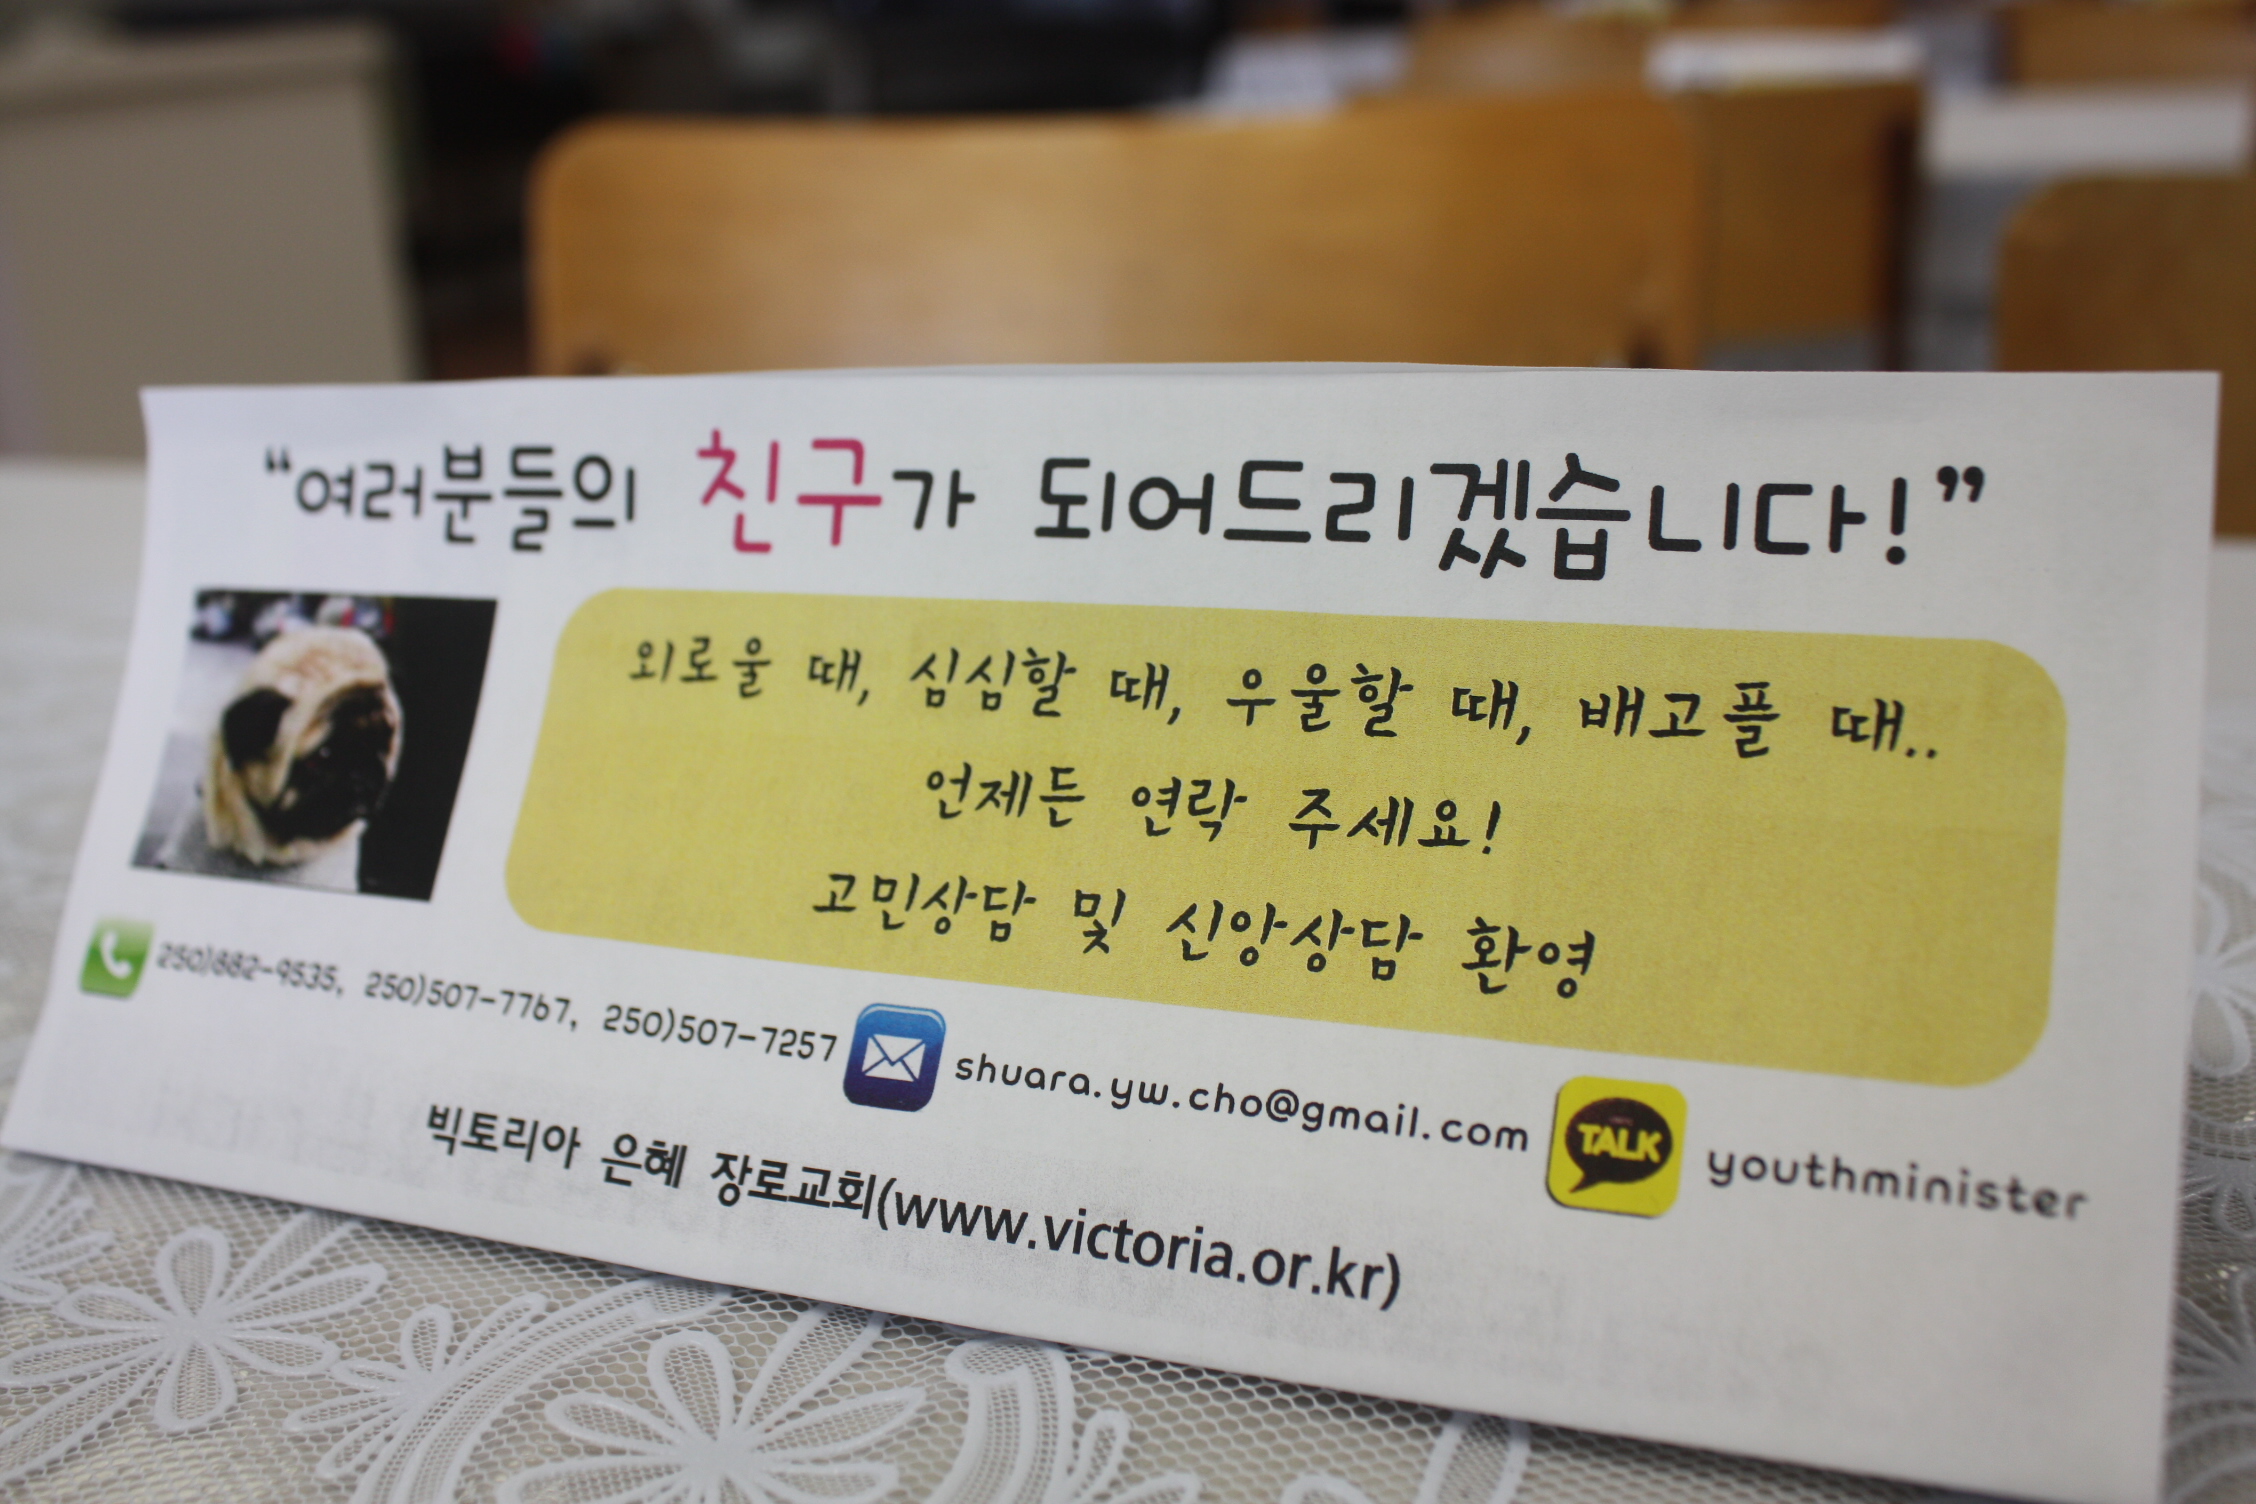 “여러분들의 친구가 되어드리겠습니다!”
외로울 때, 심심할 때, 우울할 때, 배고플 때..
언제든 연락 주세요!
고민상담 및 신앙상담 환영
250)882-9535, 250)507-7767, 250)507-7257 shuara.yw.cho@gmail.com TALK youthminister
빅토리아 은혜 장로교회(www.victoria.or.kr)